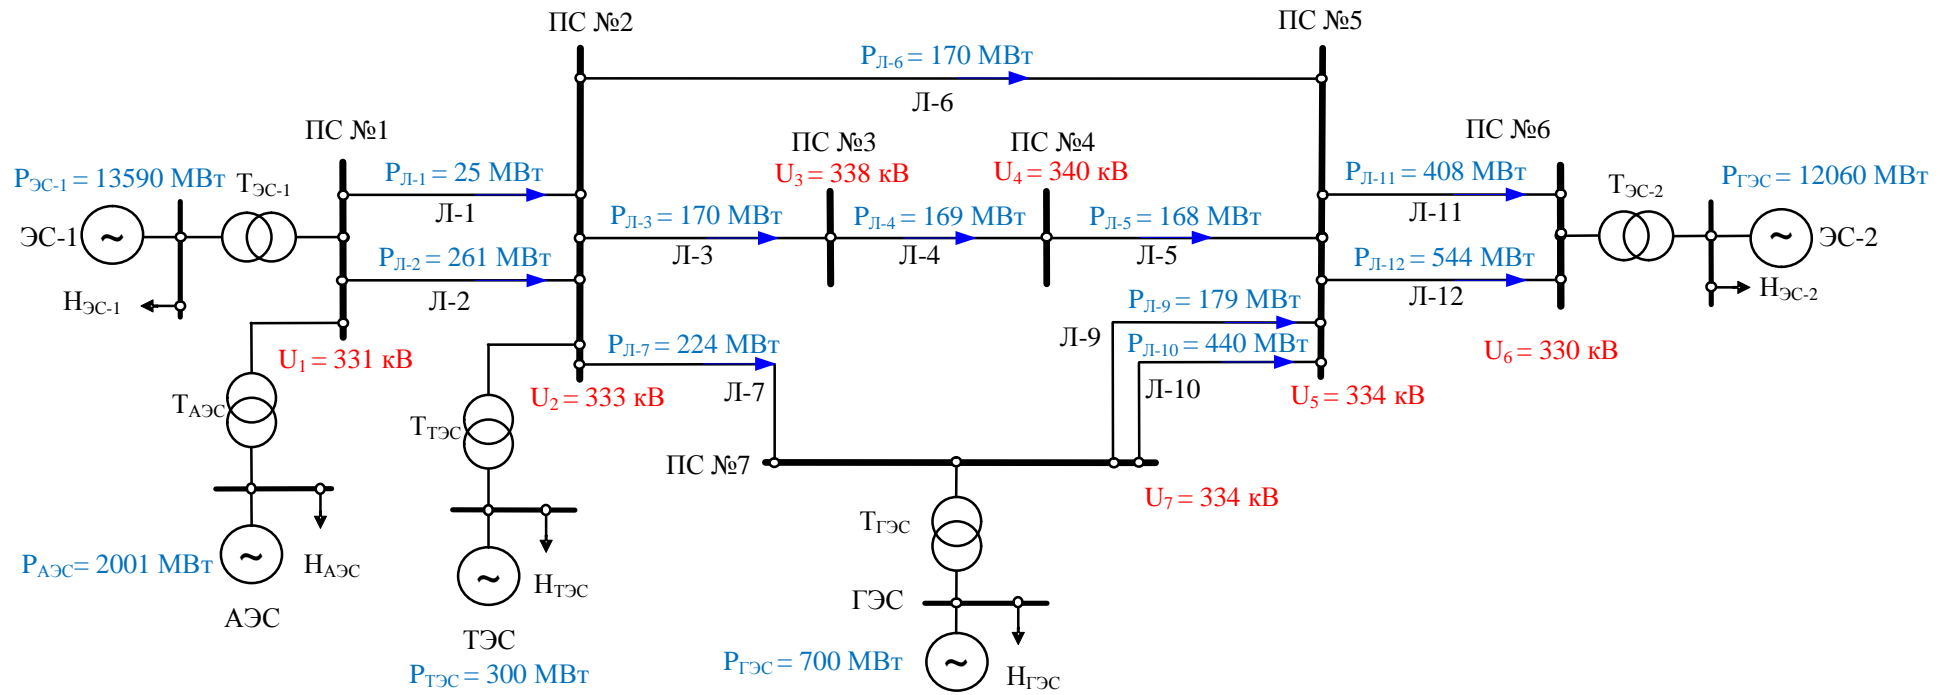 ПС №2
ПС №5
P Л-6 = 170 МВт
Л-6
ПС №1
ПС №3
ПС №4
ПС №6
U3 = 338 кВ
U4 = 340 кВ
PЭС-1 = 13590 МВт
TЭС-1
PЛ-1 = 25 МВт
Л-1
PЛ-11 = 408 МВт
Л-11
TЭС-2
PГЭС = 12060 МВт
ЭС-1
~
PЛ-3 = 170 МВт
Л-3
PЛ-4 = 169 МВт
Л-4
PЛ-5 = 168 МВт
Л-5
~
ЭС-2
PЛ-2 = 261 МВт
Л-2
PЛ-12 = 544 МВт
Л-12
НЭС-1
НЭС-2
PЛ-9 = 179 МВт
Л-9
U1 = 331 кВ
PЛ-7 = 224 МВт
Л-7
PЛ-10 = 440 МВт
Л-10
U6 = 330 кВ
U2 = 333 кВ
U5 = 334 кВ
TАЭС
TТЭС
ПС №7
U7 = 334 кВ
TГЭС
PАЭС = 2001 МВт
~
НАЭС
АЭС
~
НТЭС
ТЭС
PТЭС = 300 МВт
ГЭС
PГЭС = 700 МВт
~
НГЭС